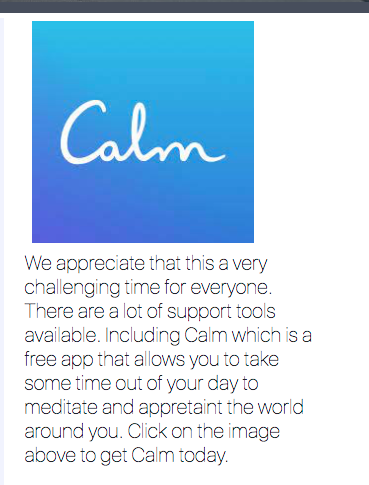 Calm
We appreciate that this a very
challenging time for everyone.
There are a lot of support tools
available. Including Calm which is a
free app that allows you to take
some time out of your day to
meditate and appretaint the world
around you. Click on the image
above to get Calm today.